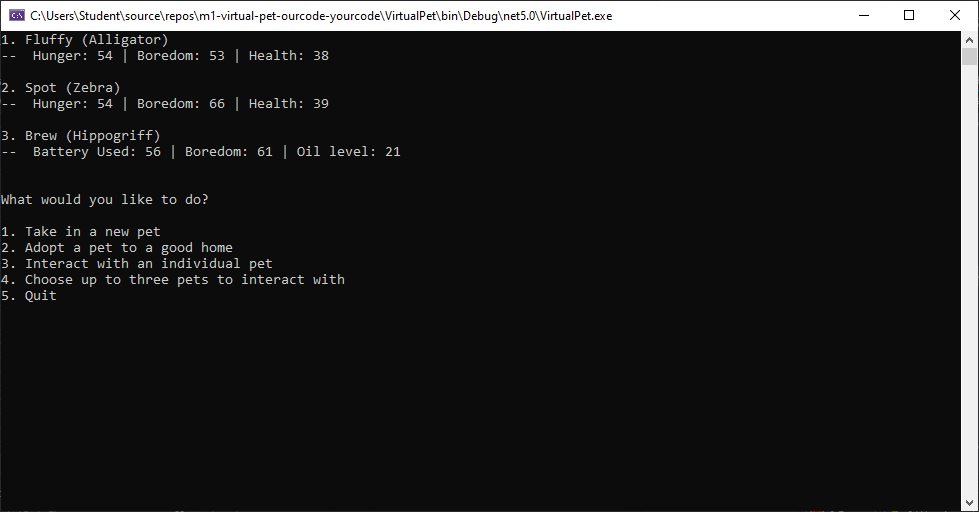 C:\Users\Student\source\repos\m1-virtual-pet-ourcode-yourcode\VirtualPet\bin\Debug\net5.0\VirtualPet.exe
1. Fluffy (Alligator)
--  Hunger: 54 | Boredom: 53 | Health: 38
2. Spot (Zebra)
--  Hunger: 54 | Boredom: 66 | Health: 39
3. Brew (Hippogriff)
--  Battery Used: 56 | Boredom: 61 | Oil level: 21
What would you like to do?
1. Take in a new pet
2. Adopt a pet to a good home
3. Interact with an individual pet
4. Choose up to three pets to interact with
5. Quit